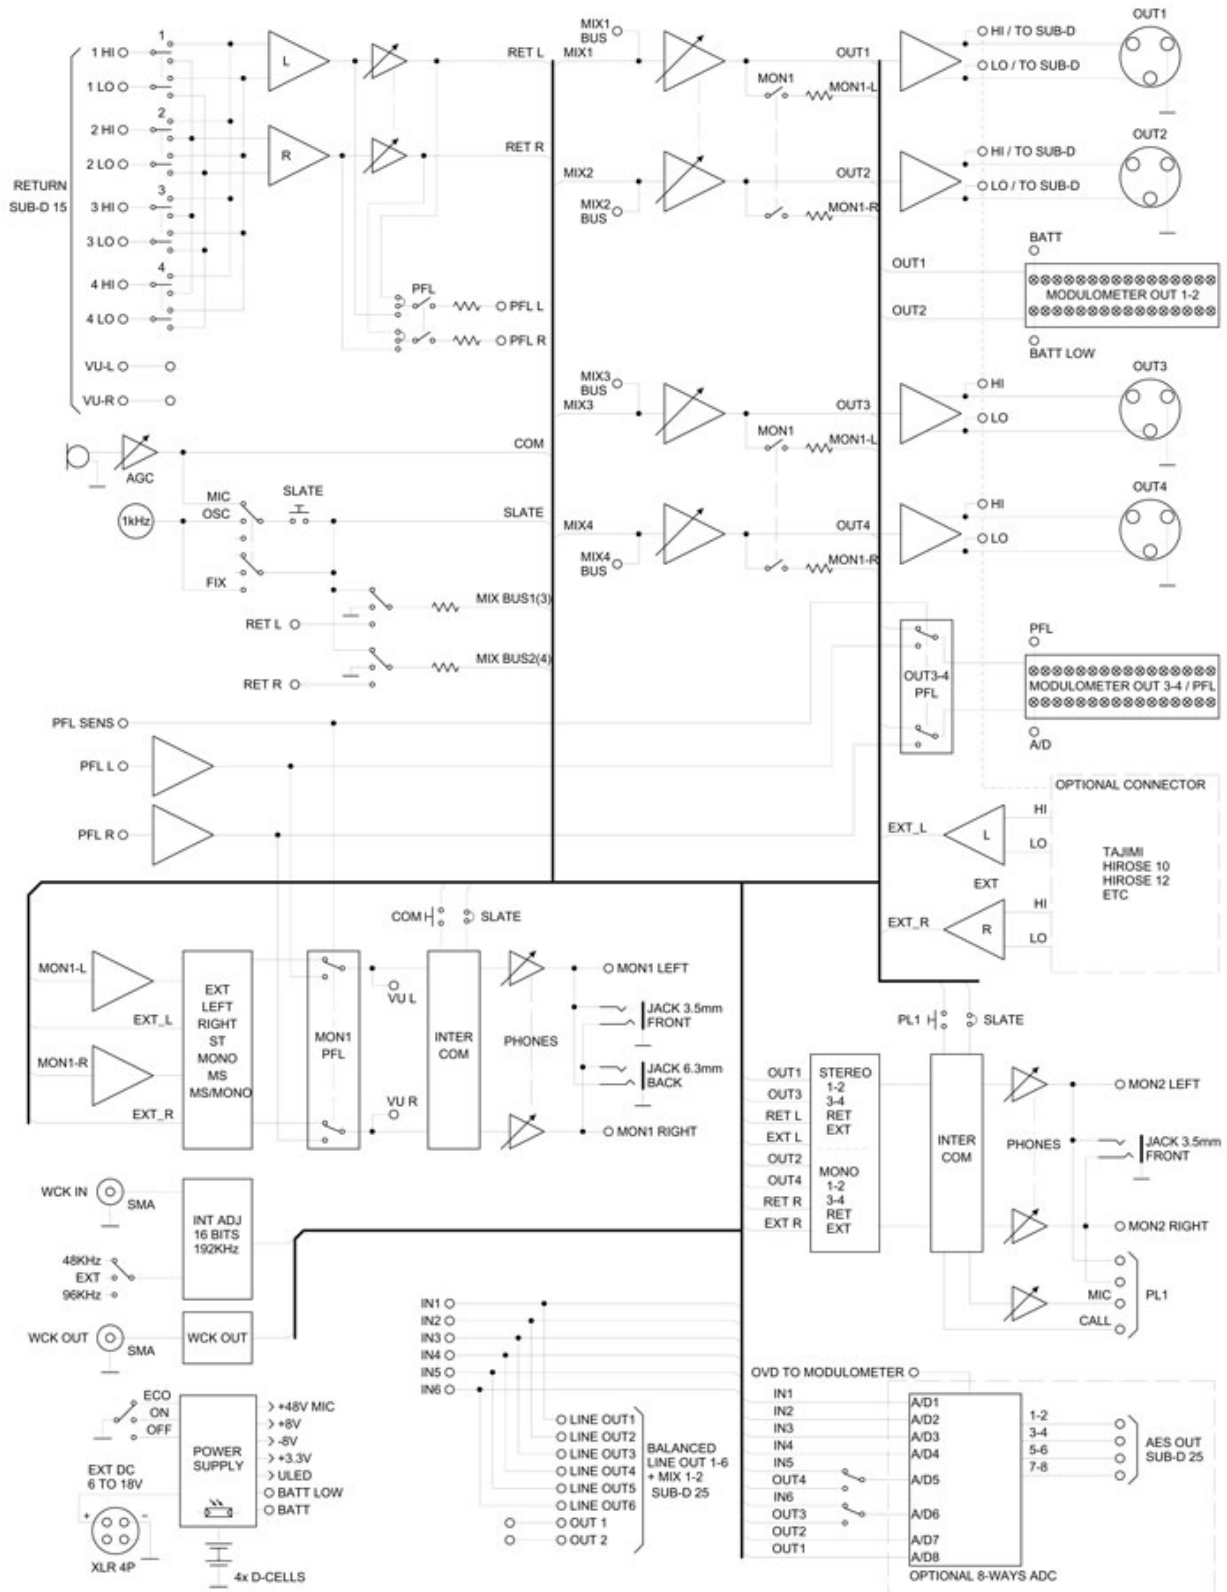 RETURN
SUB-D 15
1 HI
1 LO
2 HI
2 LO
3 HI
3 LO
4 HI
4 LO
VU-L
VU-R
1
2
3
4
L
R
RET L
RET R
PFL
PFL L
PFL R
AGC
COM
1kHz
MIC
OSC
FIX
SLATE
SLATE
RET L
RET R
MIX BUS1(3)
MIX BUS2(4)
PFL SENS
PFL L
PFL R
MIX1
BUS
MIX1
MIX2
MIX2
BUS
MON1
OUT1
MON1-L
OUT2
MON1-R
MIX3
BUS
MIX3
MIX4
MIX4
BUS
MON1
OUT3
MON1-L
OUT4
MON1-R
HI / TO SUB-D
LO / TO SUB-D
OUT1
HI / TO SUB-D
LO / TO SUB-D
OUT2
OUT1
OUT2
BATT
MODULOMETER OUT 1-2
BATT LOW
HI
LO
OUT3
HI
LO
OUT4
OUT3-4
PFL
PFL
MODULOMETER OUT 3-4 / PFL
A/D
OPTIONAL CONNECTOR
TAJIMI
HIROSE 10
HIROSE 12
ETC
HI
LO
HI
LO
EXT_L
L
EXT
EXT_R
R
MON1-L
EXT_L
MON1-R
EXT_R
EXT
LEFT
RIGHT
ST
MONO
MS
MS/MONO
MON1
PFL
VU L
VU R
COM
SLATE
INTER
COM
PHONES
MON1 LEFT
JACK 3.5mm
FRONT
JACK 6.3mm
BACK
MON1 RIGHT
PL1
SLATE
OUT1
OUT3
RET L
EXT L
OUT2
OUT4
RET R
EXT R
STEREO
1-2
3-4
RET
EXT
MONO
1-2
3-4
RET
EXT
INTER
COM
PHONES
MON2 LEFT
JACK 3.5mm
FRONT
MON2 RIGHT
MIC
CALL
PL1
WCK IN
SMA
INT ADJ
16 BITS
192KHz
48KHz
EXT
96KHz
WCK OUT
SMA
WCK OUT
ECO
ON
OFF
EXT DC
6 TO 18V
+
-
XLR 4P
POWER
SUPPLY
+48V MIC
+8V
-8V
+3.3V
ULED
BATT LOW
BATT
4x D-CELLS
IN1
IN2
IN3
IN4
IN5
IN6
LINE OUT1
LINE OUT2
LINE OUT3
LINE OUT4
LINE OUT5
LINE OUT6
OUT 1
OUT 2
BALANCED
LINE OUT 1-6
+ MIX 1-2
SUB-D 25
OVD TO MODULOMETER
IN1
IN2
IN3
IN4
IN5
OUT4
IN6
OUT3
OUT2
OUT1
A/D1
A/D2
A/D3
A/D4
A/D5
A/D6
A/D7
A/D8
1-2
3-4
5-6
7-8
AES OUT
SUB-D 25
OPTIONAL 8-WAYS ADC